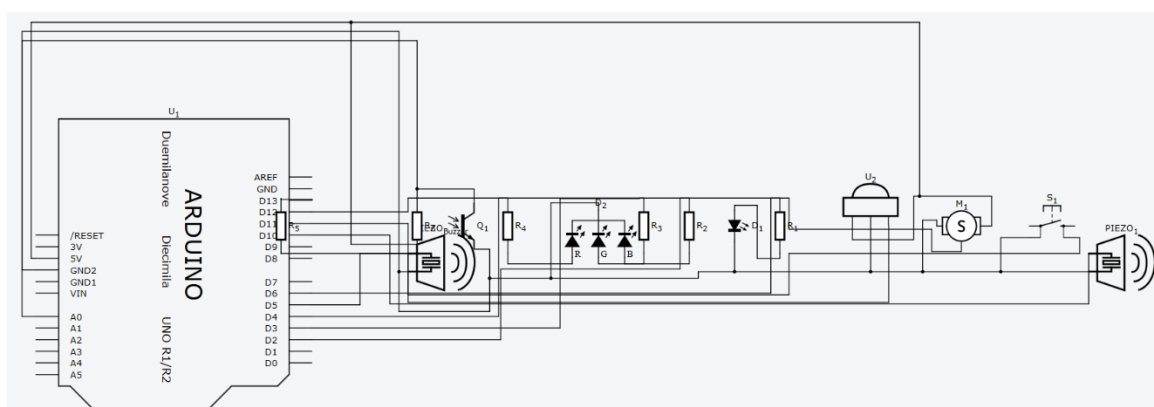 U1
Duemilanove
Diecimila
UNO R1/R2
ARDUINO
/RESET
3V
5V
GND2
GND1
VIN
A0
A1
A2
A3
A4
A5
AREF
GND
D13
D12
D11
D10
D9
D8
D7
D6
D5
D4
D3
D2
D1
D0
R5
Buzzer
Q1
R4
D2
R
G
B
R3
R2
D1
R1
U2
M1
S
S1
PIEZO1